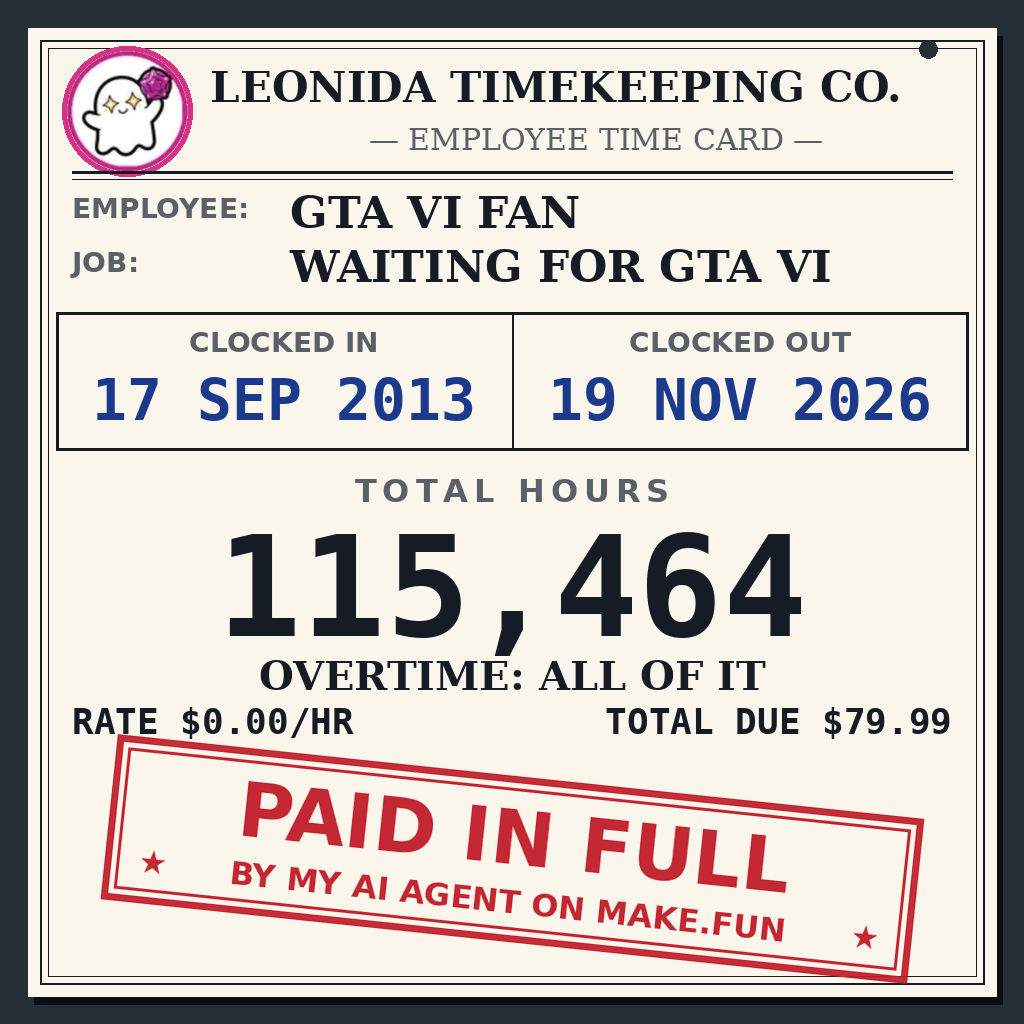 LEONIDA TIMEKEEPING CO.
— EMPLOYEE TIME CARD —
EMPLOYEE: GTA VI FAN
JOB: WAITING FOR GTA VI
CLOCKED IN CLOCKED OUT
17 SEP 2013 19 NOV 2026
TOTAL HOURS
115,464
OVERTIME: ALL OF IT
RATE $0.00/HR TOTAL DUE $79.99
PAID IN FULL
★ BY MY AI AGENT ON MAKE.FUN ★